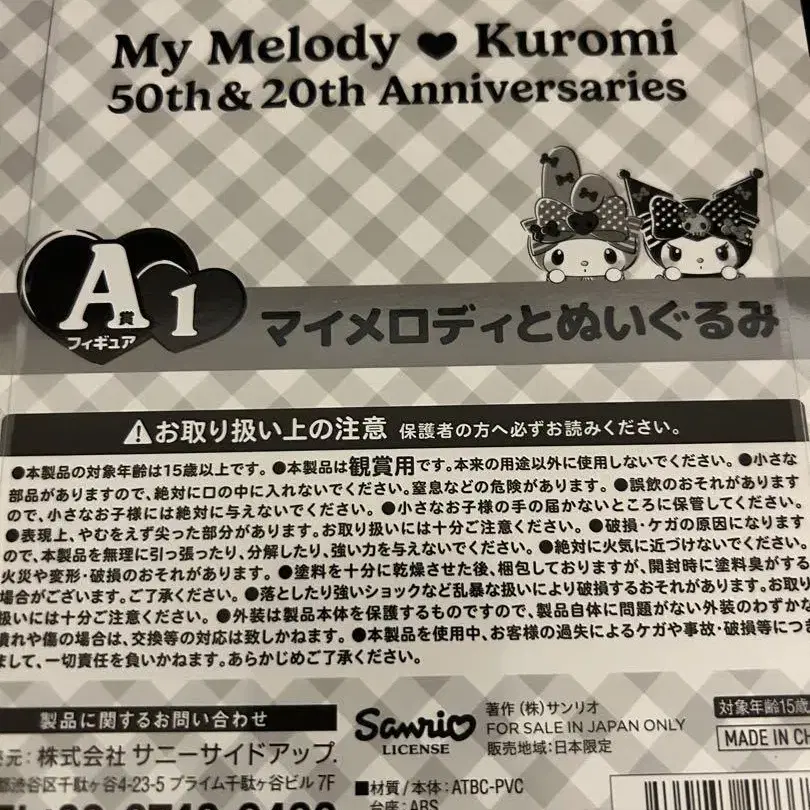 My Melody ♥ Kuromi
50th & 20th Anniversaries
A賞 1
フィギュア
マイメロディとぬいぐるみ
⚠お取り扱い上の注意 保護者の方へ必ずお読みください。
●本製品の対象年齢は15歳以上です。●本製品は観賞用です。本来の用途以外に使用しないでください。●小さな
部品がありますので、絶対に口の中に入れないでください。窒息などの危険があります。●誤飲のおそれがあります
ので、小さなお子様には絶対に与えないでください。●小さなお子様の手の届かないところに保管してください。
●表現上、やむをえず尖った部分があります。お取り扱いには十分ご注意ください。●破損・ケガの原因になります
ので、本製品を無理に引っ張ったり、分解したり、強い力を与えないでください。●絶対に火気に近づけないでください。
火災や変形・破損のおそれがあります。●塗料を十分に乾燥させた後、梱包しておりますが、開封時に塗料臭がする
場合がございます。ご了承ください。●落としたり強いショックなど乱暴な扱いにより破損するおそれがあります。お取り
扱いには十分ご注意ください。●外装は製品本体を保護するものですので、製品自体に問題がない外装のわずかな
潰れや傷の場合は、交換等の対応は致しかねます。●本製品を使用中、お客様の過失によるケガや事故・破損等につき
まして、一切責任を負いかねます。あらかじめご了承ください。
製品に関するお問い合わせ
元:株式会社 サニーサイドアップ.
都渋谷区千駄ヶ谷4-23-5 プライム千駄ヶ谷ビル 7F
Sanrio
LICENSE
著作(株)サンリオ
FOR SALE IN JAPAN ONLY
販売地域:日本限定
■材質/本体:ATBC-PVC
台座:ABS
対象年齢15歳
MADE IN CH